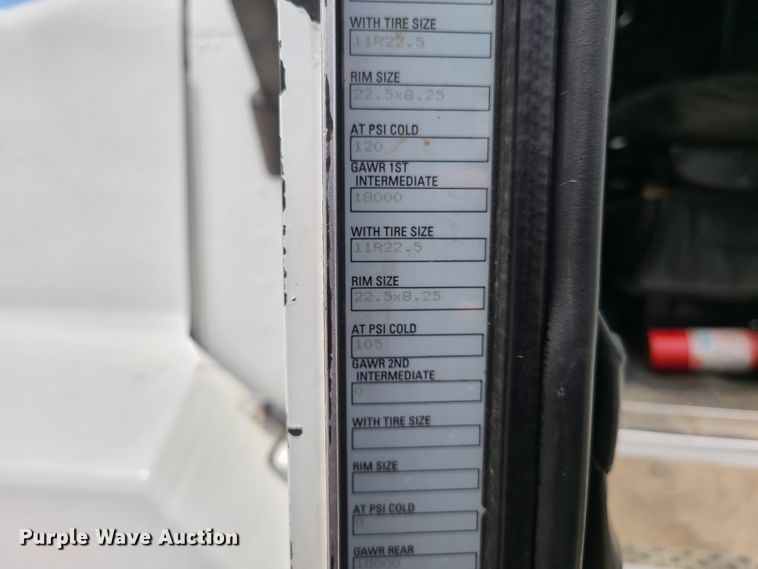 WITH TIRE SIZE
11R22.5
RIM SIZE
22.5x8.25
AT PSI COLD
120
GAWR 1ST
INTERMEDIATE
18000
WITH TIRE SIZE
11R22.5
RIM SIZE
22.5x8.25
AT PSI COLD
105
GAWR 2ND
INTERMEDIATE
0
WITH TIRE SIZE
RIM SIZE
AT PSI COLD
0
GAWR REAR
18000
Purple Wave Auction